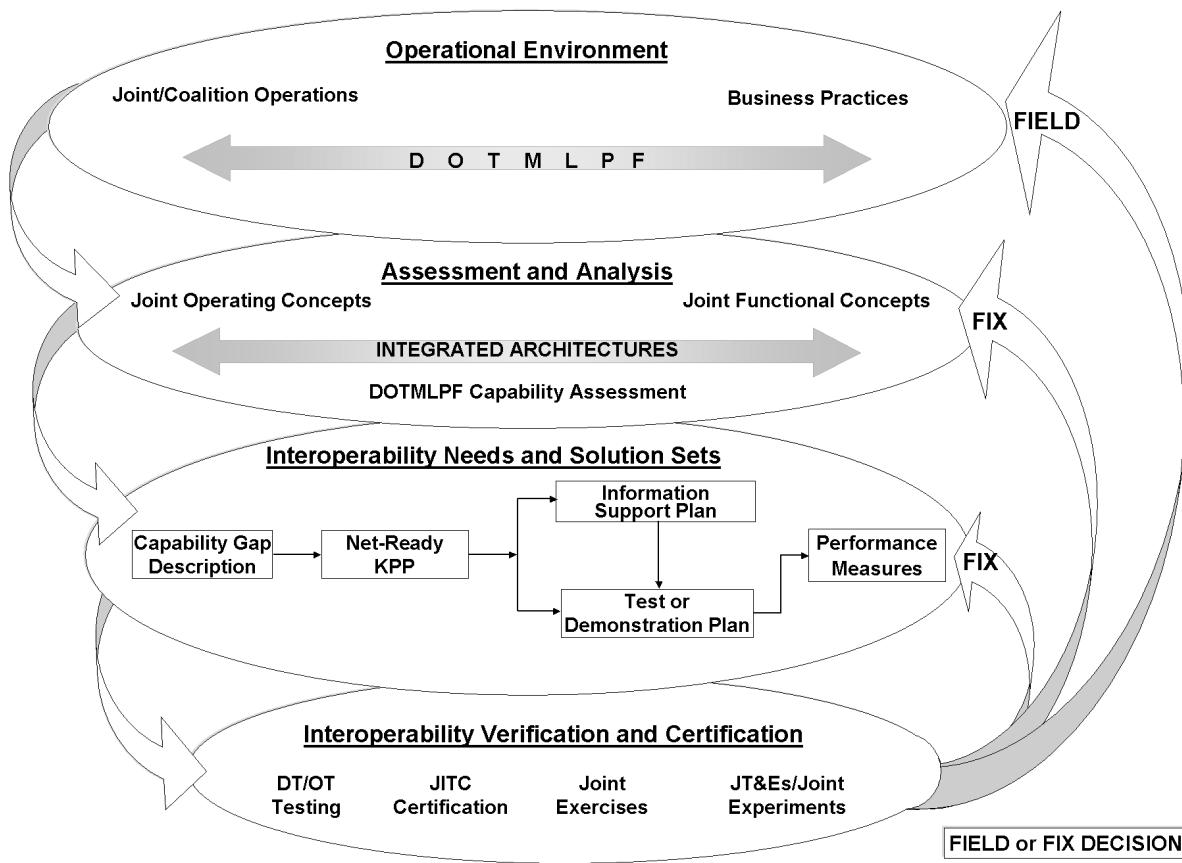 Operational Environment
Joint/Coalition Operations
Business Practices
FIELD
D O T M L P F
Assessment and Analysis
Joint Operating Concepts
Joint Functional Concepts
FIX
INTEGRATED ARCHITECTURES
DOTMLPF Capability Assessment
Interoperability Needs and Solution Sets
Information
Support Plan
Capability Gap
Description
Net-Ready
KPP
Performance
Measures
FIX
Test or
Demonstration Plan
Interoperability Verification and Certification
DT/OT
Testing
JITC
Certification
Joint
Exercises
JT&Es/Joint
Experiments
FIELD or FIX DECISION